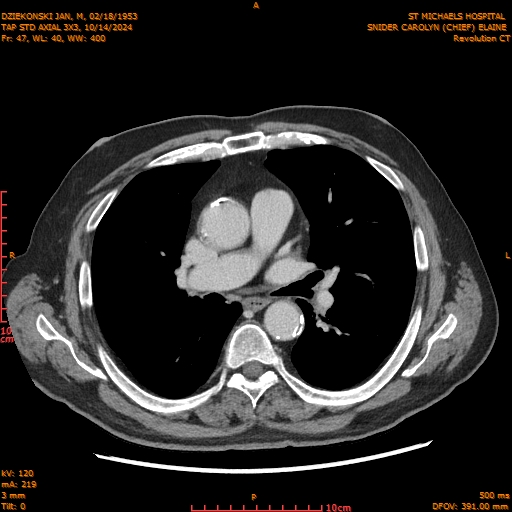 DZIEKONSKI JAN, M, 02/18/1953
TAP STD AXIAL 3X3, 10/14/2024
Fr: 47, WL: 40, WW: 400
A
ST MICHAELS HOSPITAL
SNIDER CAROLYN (CHIEF) ELAINE
Revolution CT
R
L
10
cm
kV: 120
mA: 219
3 mm
Tilt: 0
P
10cm
500 ms
DFOV: 391.00 mm